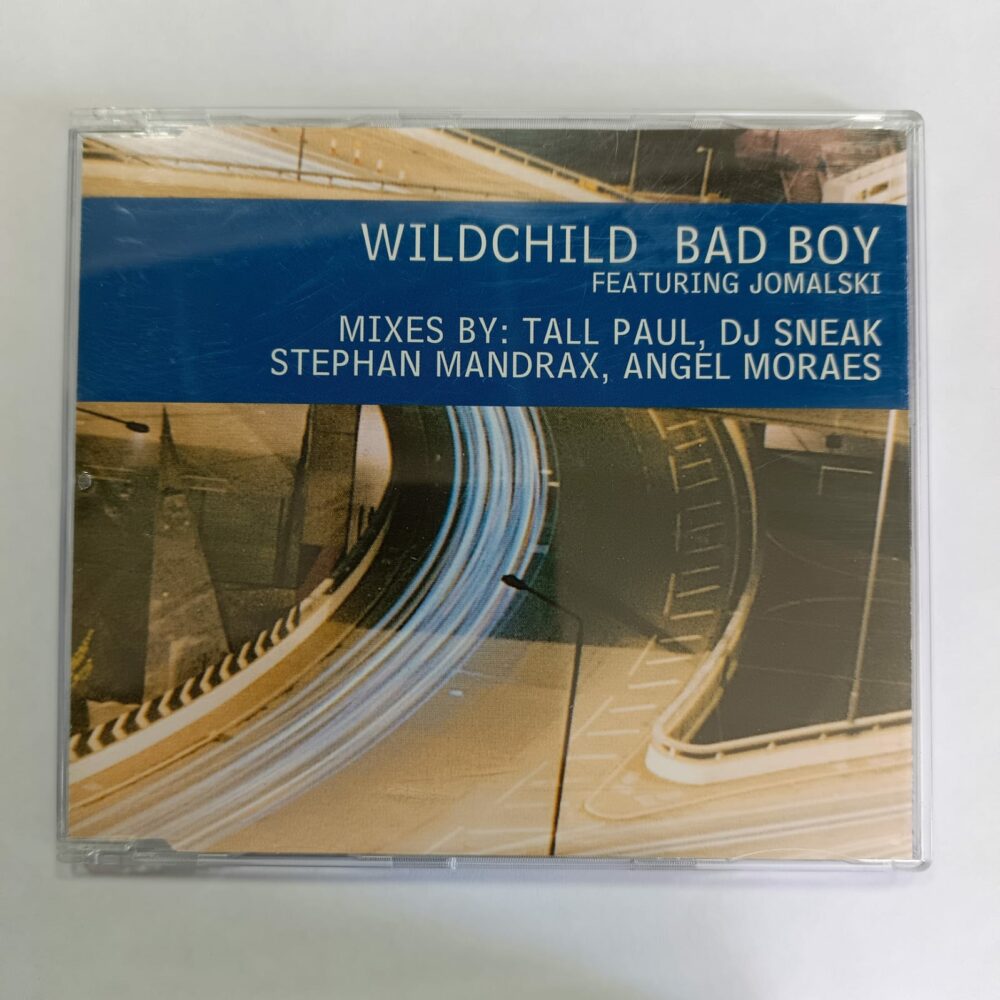 WILDCHILD BAD BOY
FEATURING JOMALSKI
MIXES BY: TALL PAUL, DJ SNEAK
STEPHAN MANDRAX, ANGEL MORAES